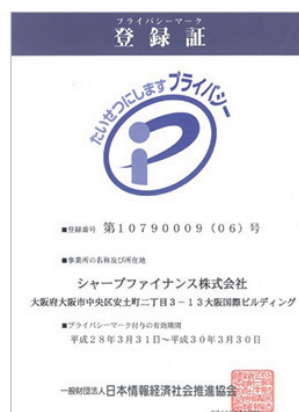 プライバシーマーク
登録証
たいせつにしますプライバシー
■登録番号 第10790009(06)号
■事業所の名称及び所在地
シャープファイナンス株式会社
大阪府大阪市中央区安土町二丁目3-13大阪国際ビルディング
■プライバシーマーク付与の有効期間
平成28年3月31日~平成30年3月30日
一般財団法人日本情報経済社会推進協会